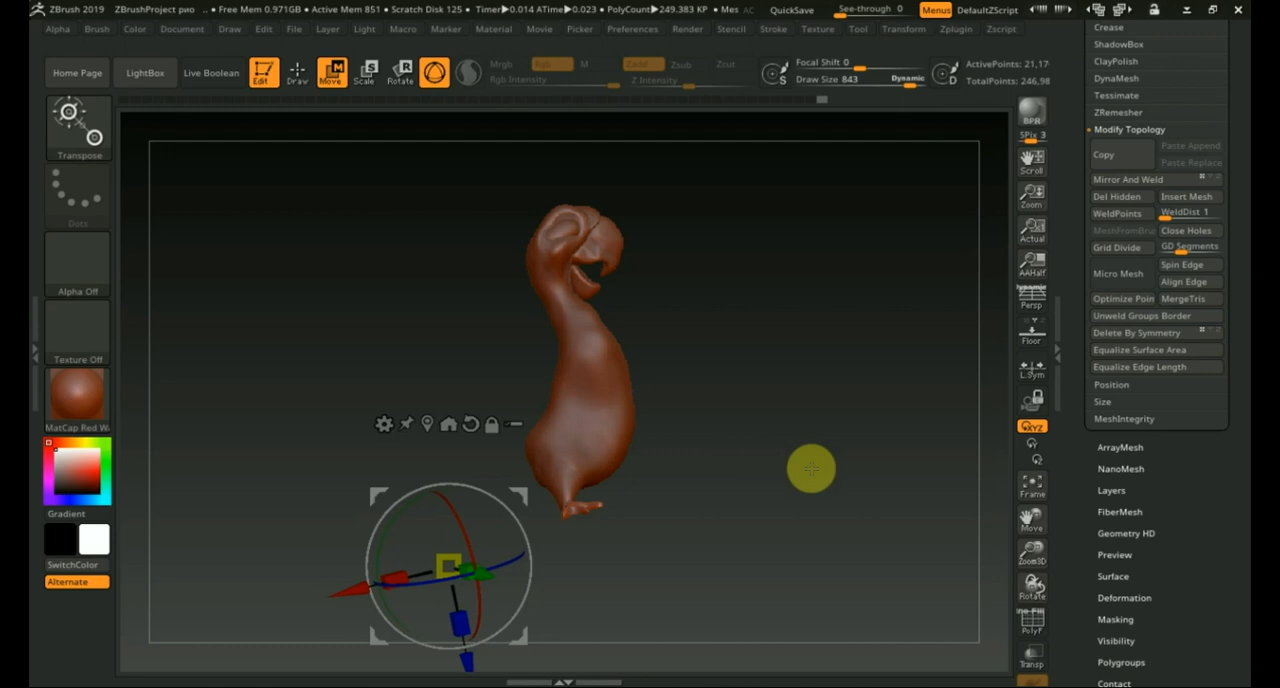 ZBrush 2019 ZBrushProject рио .. • Free Mem 0.971GB • Active Mem 851 • Scratch Disk 125 • Timer▶0.014 ATime▶0.023 • PolyCount▶249.383 KP • Mes AC QuickSave See-through 0 Menus DefaultZScript
Alpha Brush Color Document Draw Edit File Layer Light Macro Marker Material Movie Picker Preferences Render Stencil Stroke Texture Tool Transform Zplugin Zscript
Home Page LightBox Live Boolean Edit Draw Move Scale Rotate
Mrgb Rgb M Zadd Zsub Zcut
Rgb Intensity Z Intensity
S Focal Shift 0 D ActivePoints: 21,17
Draw Size 843 Dynamic TotalPoints: 246,98
Transpose
Dots
Alpha Off
Texture Off
MatCap Red W
Gradient
SwitchColor
Alternate
BPR
SPix 3
Scroll
Zoom
Actual
AAHalf
Dynamic
Persp
Floor
L.Sym
XYZ
Frame
Move
Zoom3D
Rotate
PolyF
Transp
Crease
ShadowBox
ClayPolish
DynaMesh
Tessimate
ZRemesher
Modify Topology
Copy Paste Append
Paste Replace
Mirror And Weld
Del Hidden Insert Mesh
WeldPoints WeldDist 1
MeshFromBru Close Holes
Grid Divide GD Segments
Micro Mesh Spin Edge
Align Edge
Optimize Poin MergeTris
Unweld Groups Border
Delete By Symmetry
Equalize Surface Area
Equalize Edge Length
Position
Size
MeshIntegrity
ArrayMesh
NanoMesh
Layers
FiberMesh
Geometry HD
Preview
Surface
Deformation
Masking
Visibility
Polygroups
Contact